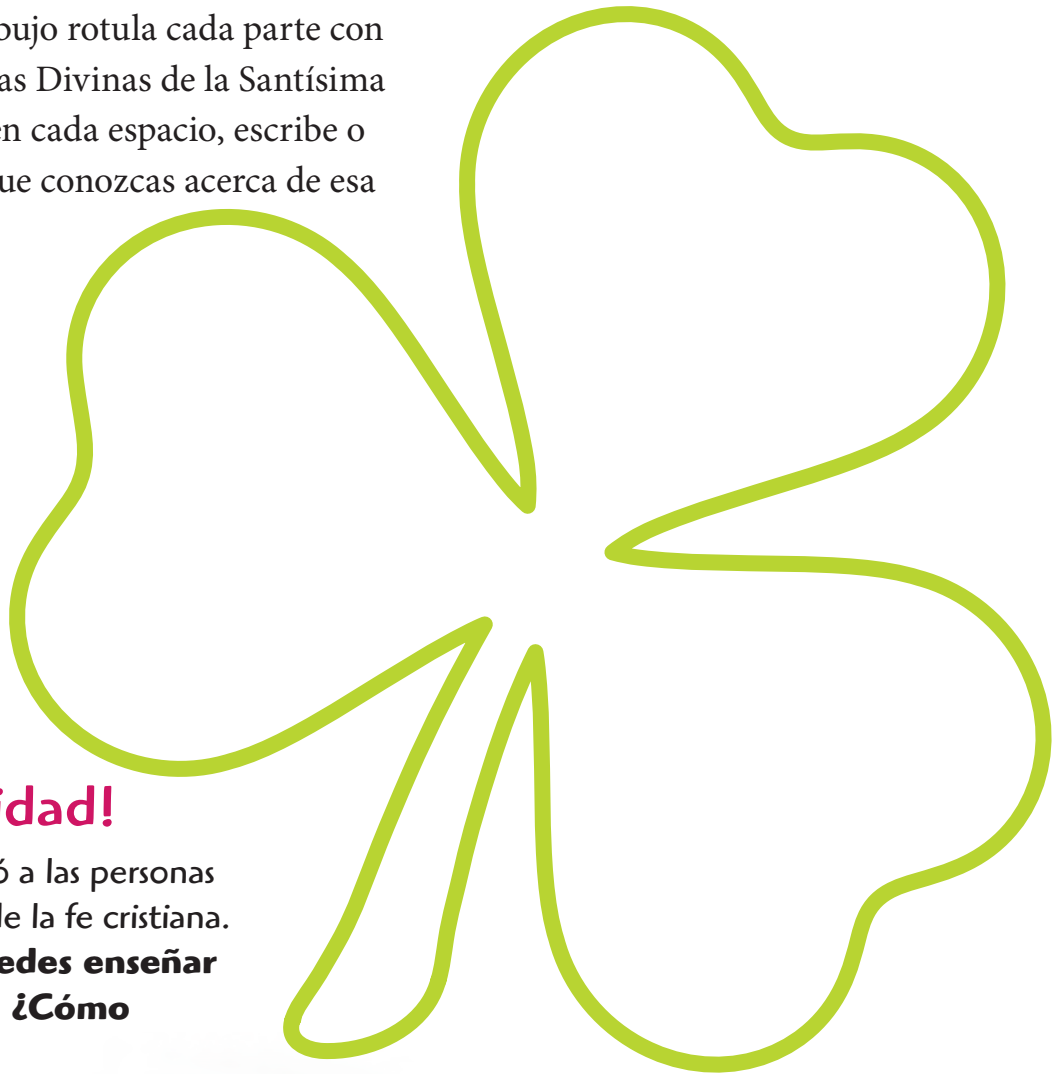 bujo rotula cada parte con
as Divinas de la Santísima
en cada espacio, escribe o
ue conozcas acerca de esa
idad!
ó a las personas
de la fe cristiana.
edes enseñar
¿Cómo